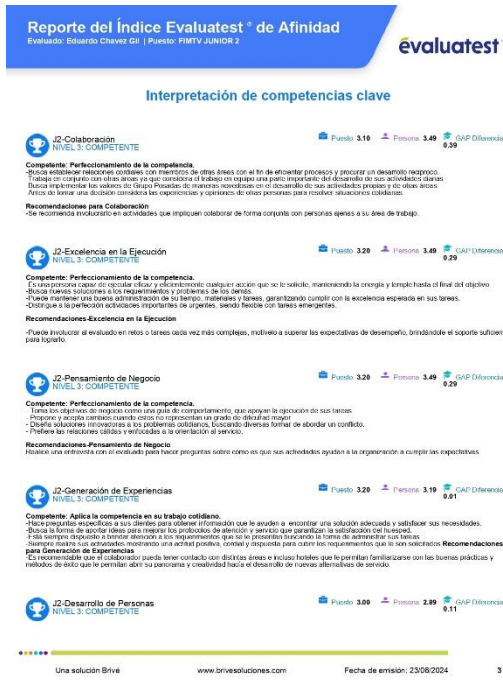 Reporte del Índice Evaluatest ® de Afinidad
Evaluado: Eduardo Chavez Gil | Puesto: FIMTV JUNIOR 2
évaluatest
Interpretación de competencias clave
J2-Colaboración
NIVEL 3: COMPETENTE
Puesto 3.10 Persona 3.49 GAP Diferencia
0.39
Competente: Perfeccionamiento de la competencia.
-Busca establecer relaciones cordiales con miembros de otras áreas con el fin de eficientar procesos y procurar un desarrollo recíproco.
Trabaja en conjunto con otras áreas ya que considera el trabajo en equipo una parte importante del desarrollo de sus actividades diarias
Busca implementar los valores de Grupo Posadas de maneras novedosas en el desarrollo de sus actividades propias y de otras áreas
Antes de tomar una decisión considera las experiencias y opiniones de otras personas para resolver situaciones cotidianas.
Recomendaciones para Colaboración
-Se recomienda involucrarlo en actividades que impliquen colaborar de forma conjunta con personas ajenas a su área de trabajo.
J2-Excelencia en la Ejecución
NIVEL 3: COMPETENTE
Puesto 3.20 Persona 3.49 GAP Diferencia
0.29
Competente: Perfeccionamiento de la competencia.
- Es una persona capaz de ejecutar eficaz y eficientemente cualquier acción que se le solicite, manteniendo la energía y temple hasta el final del objetivo
-Busca nuevas soluciones a los requerimientos y problemas de los demás.
-Puede mantener una buena administración de su tiempo, materiales y tareas, garantizando cumplir con la excelencia esperada en sus tareas.
-Distingue a la perfección actividades importantes de urgentes, siendo flexible con tareas emergentes.
Recomendaciones-Excelencia en la Ejecución
-Puede involucrar al evaluado en retos o tareas cada vez más complejas, motívelo a superar las expectativas de desempeño, brindándole el soporte suficien
para lograrlo.
J2-Pensamiento de Negocio
NIVEL 3: COMPETENTE
Puesto 3.20 Persona 3.49 GAP Diferencia
0.29
Competente: Perfeccionamiento de la competencia.
- Toma los objetivos de negocio como una guía de comportamiento, que apoyan la ejecución de sus tareas
- Propone y acepta cambios cuando estos no representan un grado de dificultad mayor
- Diseña soluciones innovadoras a los problemas cotidianos, buscando diversas formas de abordar un conflicto.
- Prefiere las relaciones cálidas y enfocadas a la orientación al servicio.
Recomendaciones-Pensamiento de Negocio
Realice una entrevista con el evaluado para hacer preguntas sobre cómo es que sus actividades ayudan a la organización a cumplir las expectativas
J2-Generación de Experiencias
NIVEL 3: COMPETENTE
Puesto 3.20 Persona 3.19 GAP Diferencia
0.01
Competente: Aplica la competencia en su trabajo cotidiano.
-Hace preguntas específicas a sus clientes para obtener información que le ayuden a encontrar una solución adecuada y satisfacer sus necesidades.
-Busca la forma de aportar ideas para mejorar los protocolos de atención y servicio que garantizan la satisfacción del huésped.
-Está siempre dispuesto a brindar atención a los requerimientos que se le presentan buscando la forma de administrar sus tareas
-Siempre realiza sus actividades mostrando una actitud positiva, cordial y dispuesta para cubrir los requerimientos que le son solicitados Recomendaciones
para Generación de Experiencias
-Es recomendable que el colaborador pueda tener contacto con distintas áreas e incluso hoteles que le permitan familiarizarse con las buenas prácticas y
métodos de éxito que le permitan abrir su panorama y creatividad hacía el desarrollo de nuevas alternativas de servicio.
J2-Desarrollo de Personas
NIVEL 3: COMPETENTE
Puesto 3.00 Persona 2.89 GAP Diferencia
0.11
Una solución Brivé www.brivesoluciones.com Fecha de emisión: 23/08/2024 3